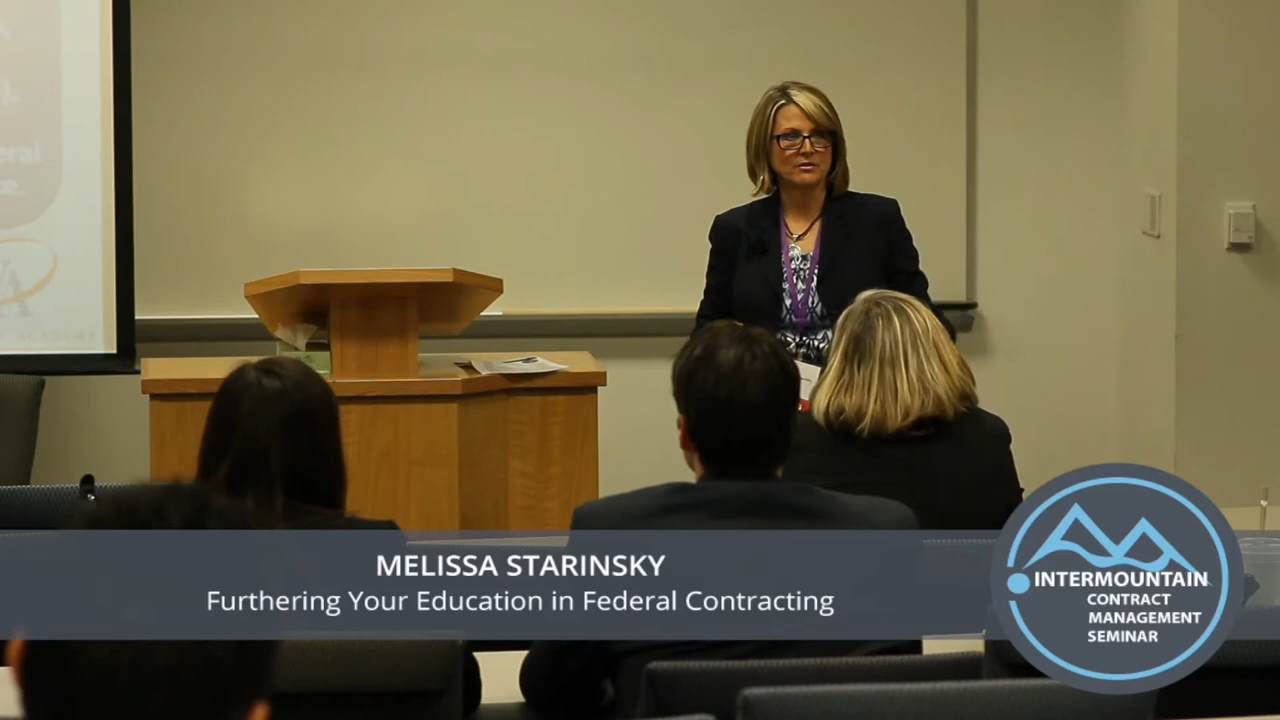 MELISSA STARINSKY
Furthering Your Education in Federal Contracting
INTERMOUNTAIN
CONTRACT
MANAGEMENT
SEMINAR